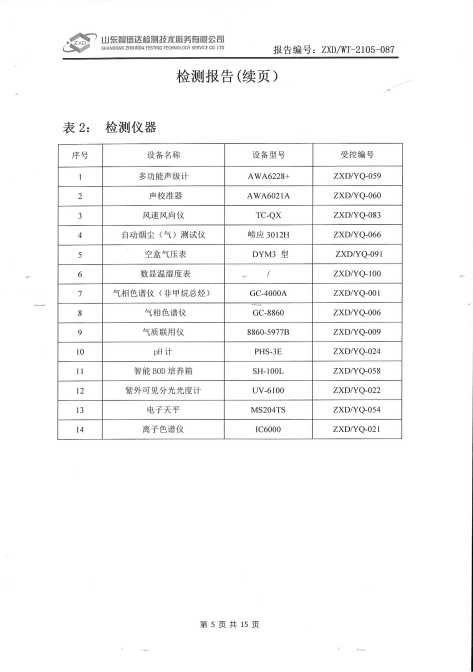 ZXD
山东智信达检测技术服务有限公司
SHANDONG ZHIXINDA TESTING TECHNOLOGY SERVICE CO. LTD
报告编号：ZXD/WT-2105-087
检测报告(续页)
表 2： 检测仪器
序号 设备名称 设备型号 受控编号
1 多功能声级计 AWA6228+ ZXD/YQ-059
2 声校准器 AWA6021A ZXD/YQ-060
3 风速风向仪 TC-QX ZXD/YQ-083
4 自动烟尘（气）测试仪 崂应 3012H ZXD/YQ-066
5 空盒气压表 DYM3 型 ZXD/YQ-091
6 数显温湿度表 / ZXD/YQ-100
7 气相色谱仪（非甲烷总烃） GC-4000A ZXD/YQ-001
8 气相色谱仪 GC-8860 ZXD/YQ-006
9 气质联用仪 8860-5977B ZXD/YQ-009
10 pH 计 PHS-3E ZXD/YQ-024
11 智能 BOD 培养箱 SH-100L ZXD/YQ-058
12 紫外可见分光光度计 UV-6100 ZXD/YQ-022
13 电子天平 MS204TS ZXD/YQ-054
14 离子色谱仪 IC6000 ZXD/YQ-021
第 5 页 共 15 页